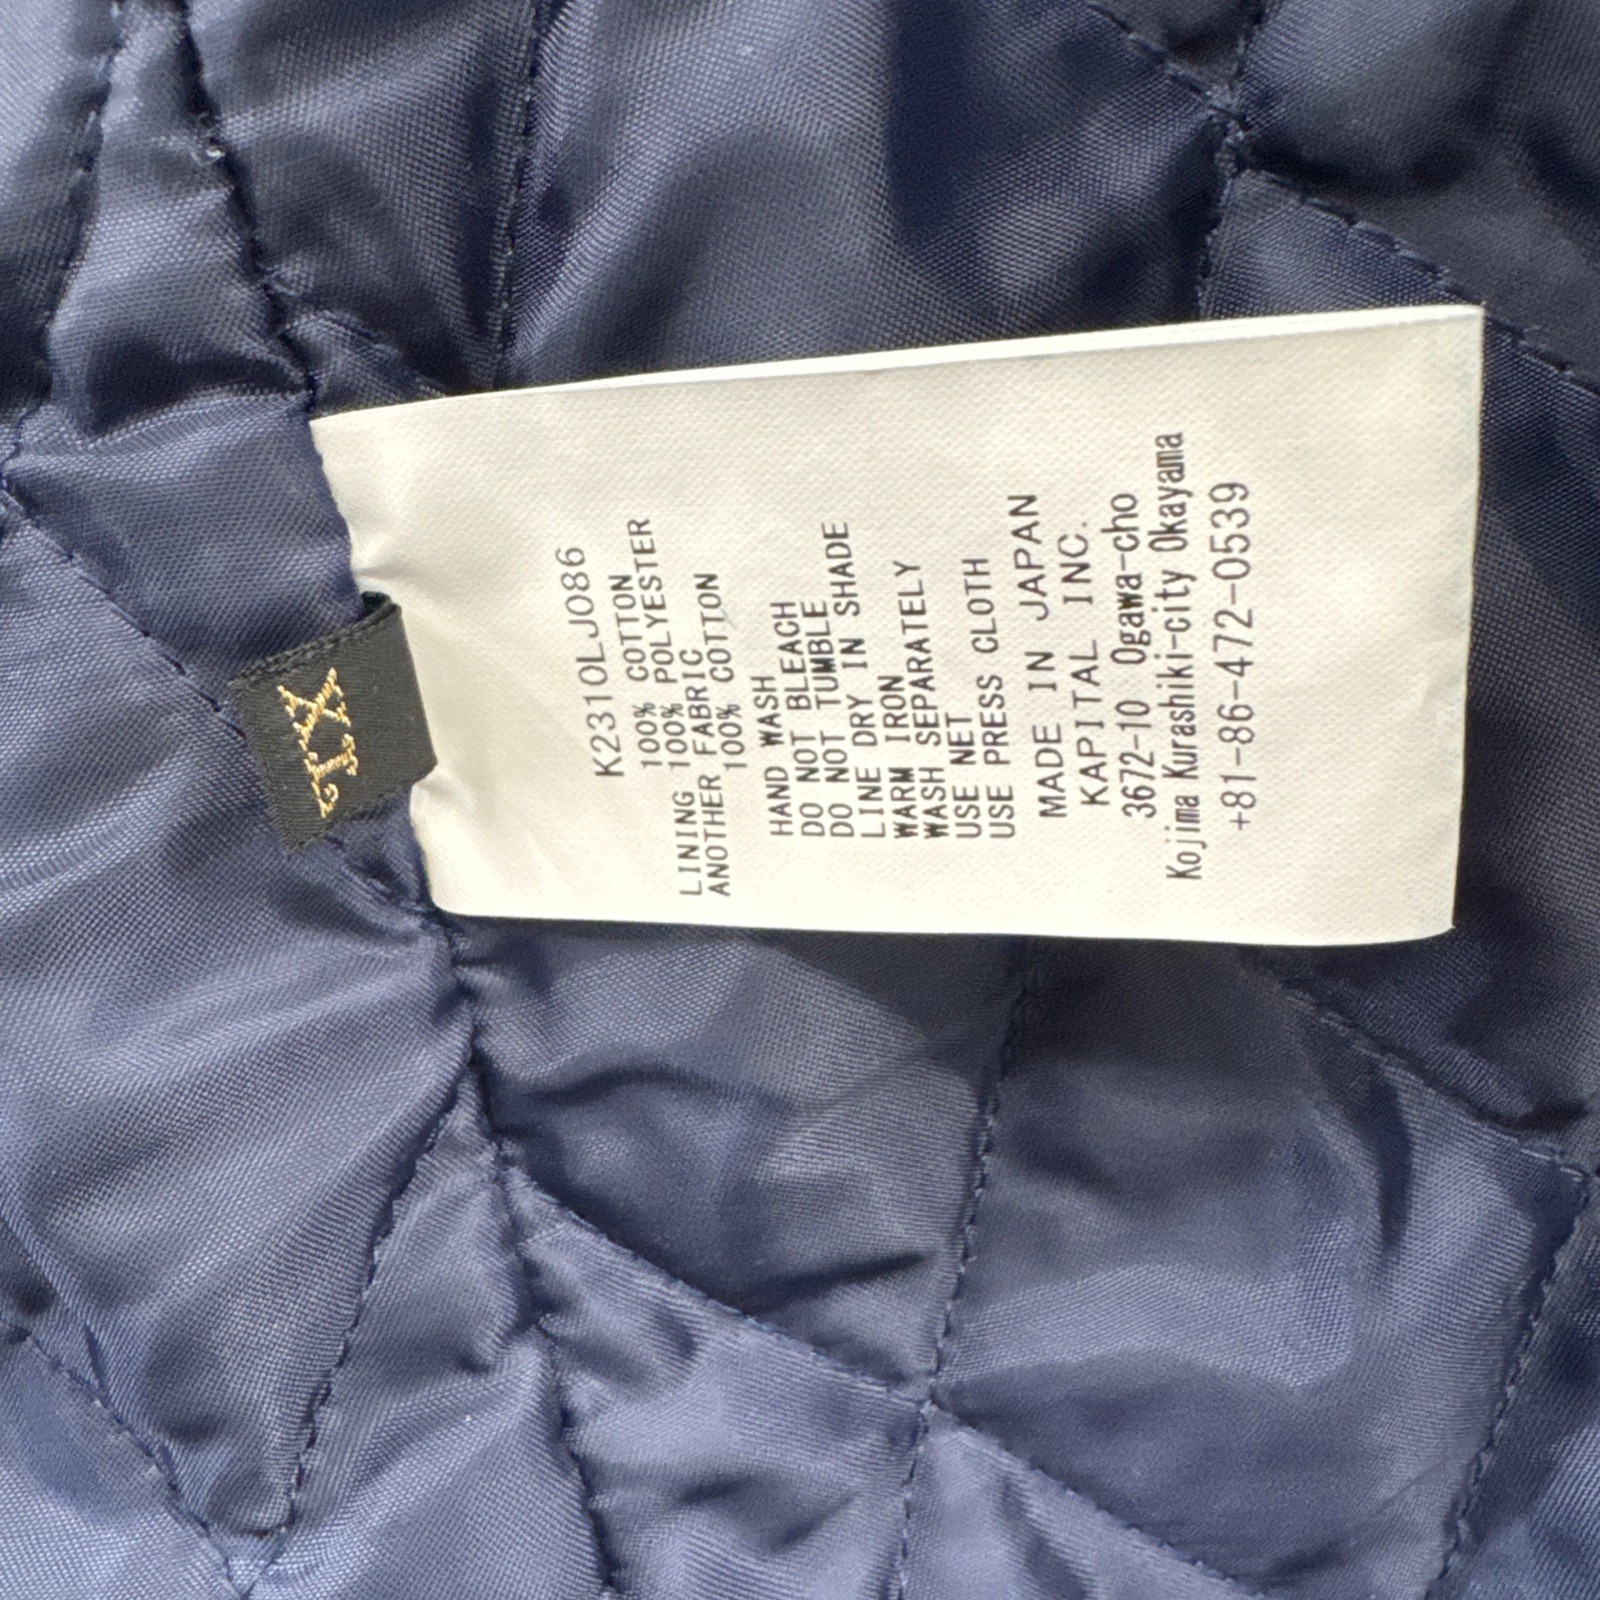 XL
K2310LJ086
100% COTTON
LINING 100% POLYESTER
ANOTHER FABRIC
100% COTTON
HAND WASH
DO NOT BLEACH
DO NOT TUMBLE
LINE DRY IN SHADE
WARM IRON
WASH SEPARATELY
USE NET
USE PRESS CLOTH
MADE IN JAPAN
KAPITAL INC.
3672-10 Ogawa-cho
Kojima Kurashiki-city Okayama
+81-86-472-0539